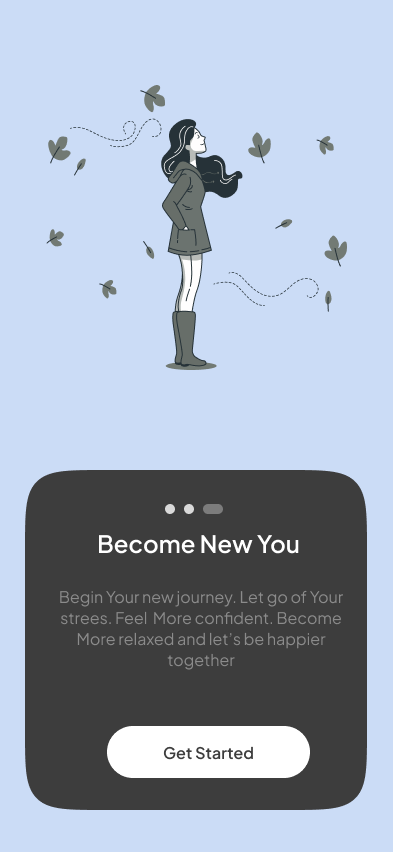 Become New You
Begin Your new journey. Let go of Your
strees. Feel  More confident. Become
More relaxed and let's be happier
together
Get Started